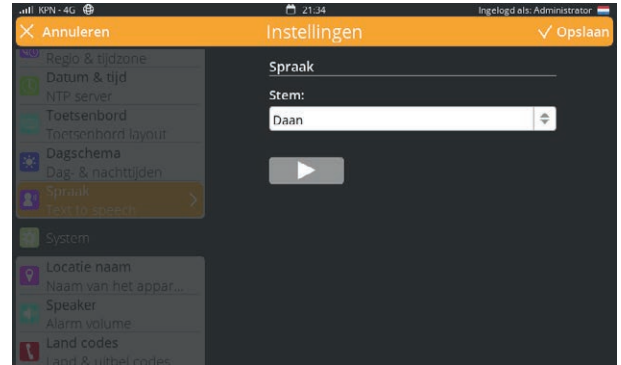 KPN - 4G 21:34 Ingelogd als: Administrator
Annuleren Instellingen Opslaan
Regio & tijdzone
Datum & tijd
NTP server
Toetsenbord
Toetsenbord layout
Dagschema
Dag- & nachttijden
Spraak
Text to speech
System
Locatie naam
Naam van het appar...
Speaker
Alarm volume
Land codes
Land & uitbel codes
Spraak
Stem:
Daan